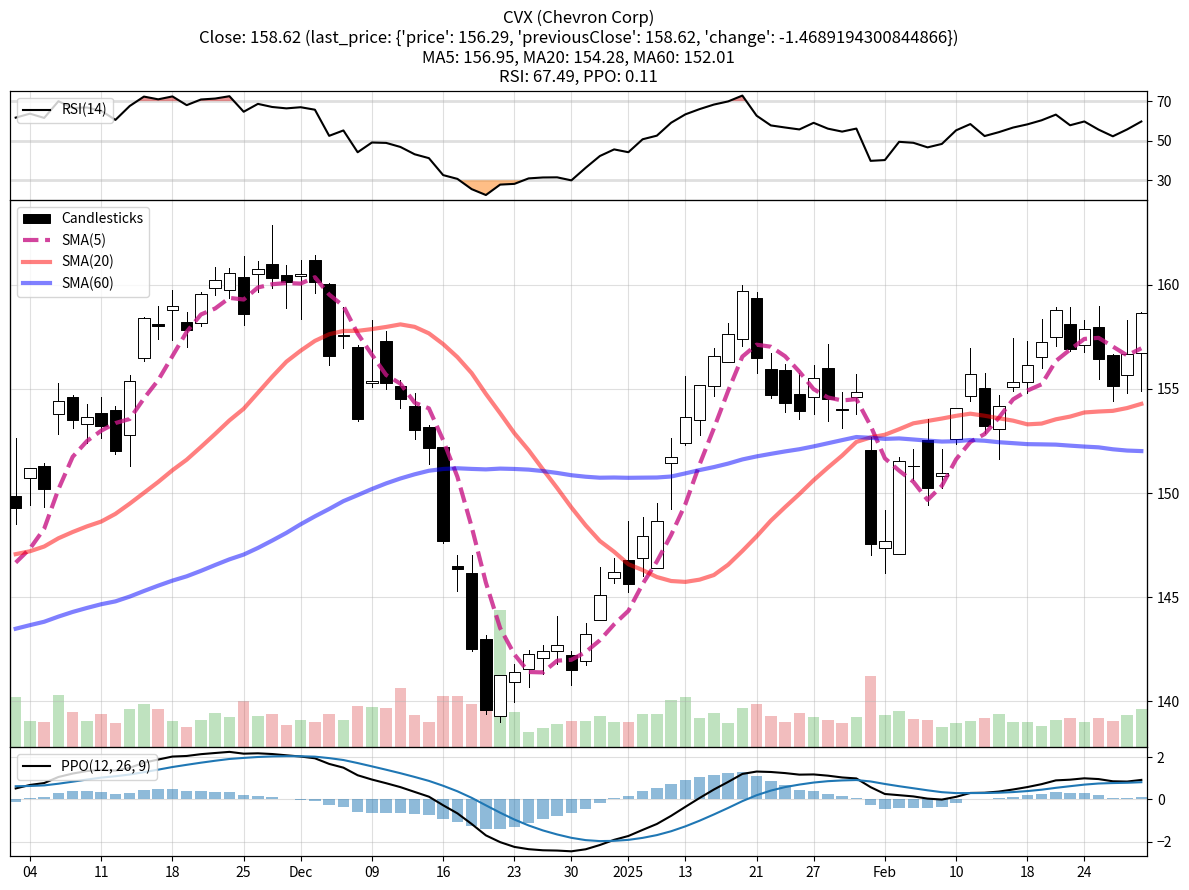 CVX (Chevron Corp)
Close: 158.62 (last_price: {'price': 156.29, 'previousClose': 158.62, 'change': -1.4689194300844866})
MA5: 156.95, MA20: 154.28, MA60: 152.01
RSI: 67.49, PPO: 0.11
RSI(14)
70
50
30
Candlesticks
SMA(5)
SMA(20)
SMA(60)
160
155
150
145
140
PPO(12, 26, 9)
2
0
−2
04 11 18 25 Dec 09 16 23 30 2025 13 21 27 Feb 10 18 24